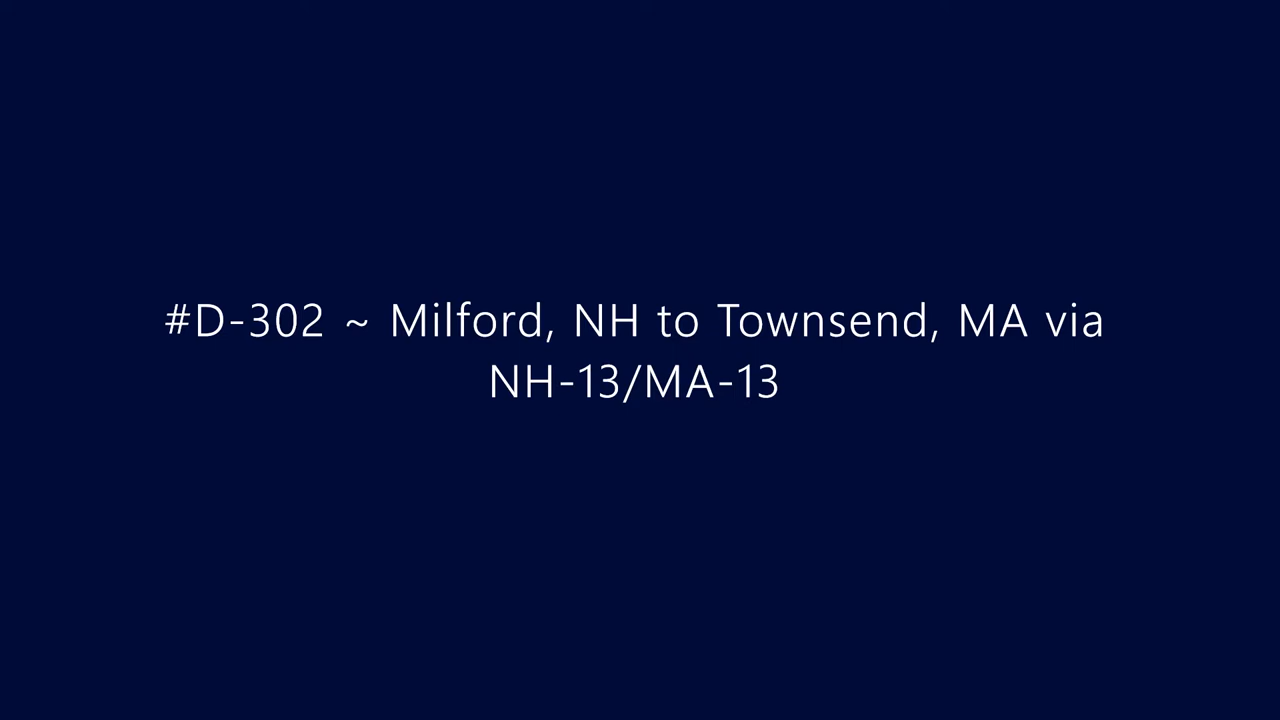 #D-302 ~ Milford, NH to Townsend, MA via
NH-13/MA-13